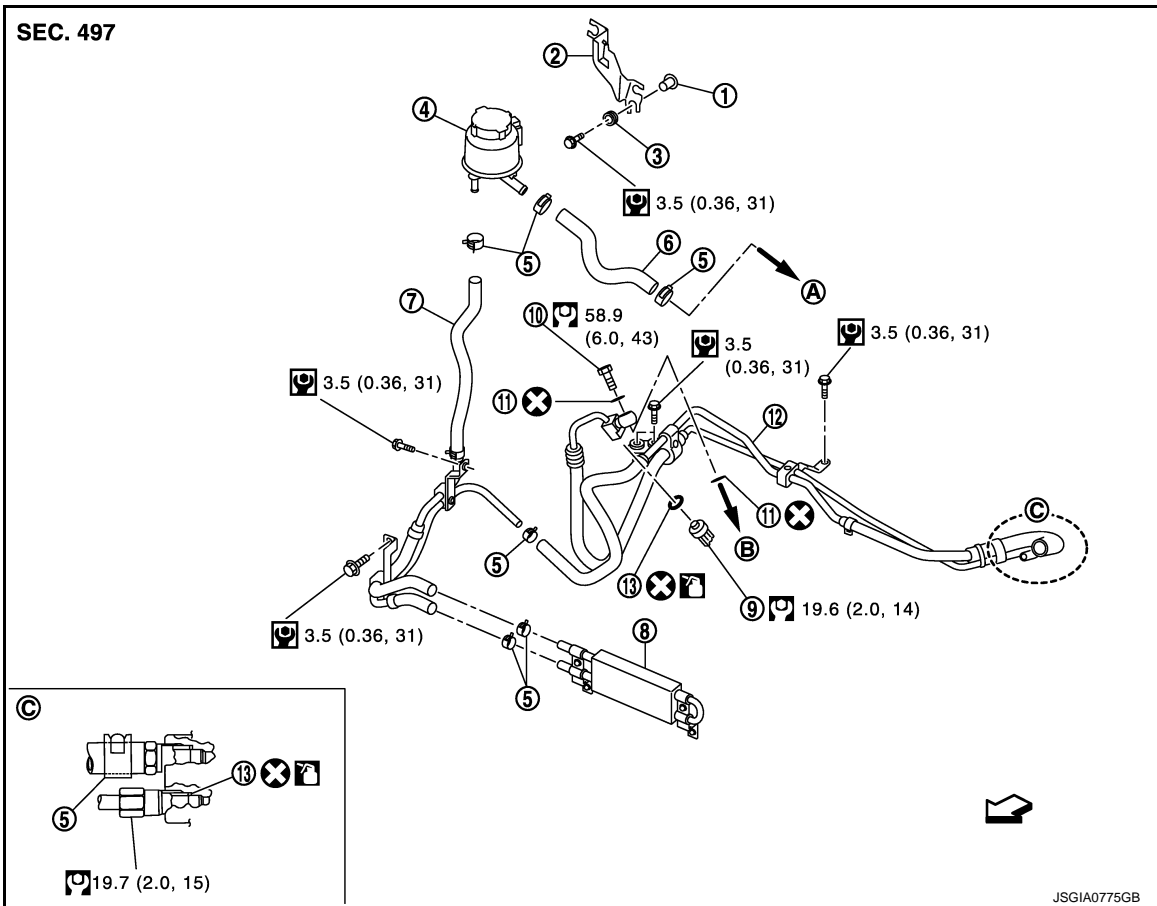 SEC. 497
2
1
4
3
3.5 (0.36, 31)
6
5
5
A
7
10 58.9
(6.0, 43)
3.5
(0.36, 31)
3.5 (0.36, 31)
3.5 (0.36, 31)
11
12
C
11
B
5
13
9 19.6 (2.0, 14)
3.5 (0.36, 31)
8
5
C
13
5
19.7 (2.0, 15)
JSGIA0775GB